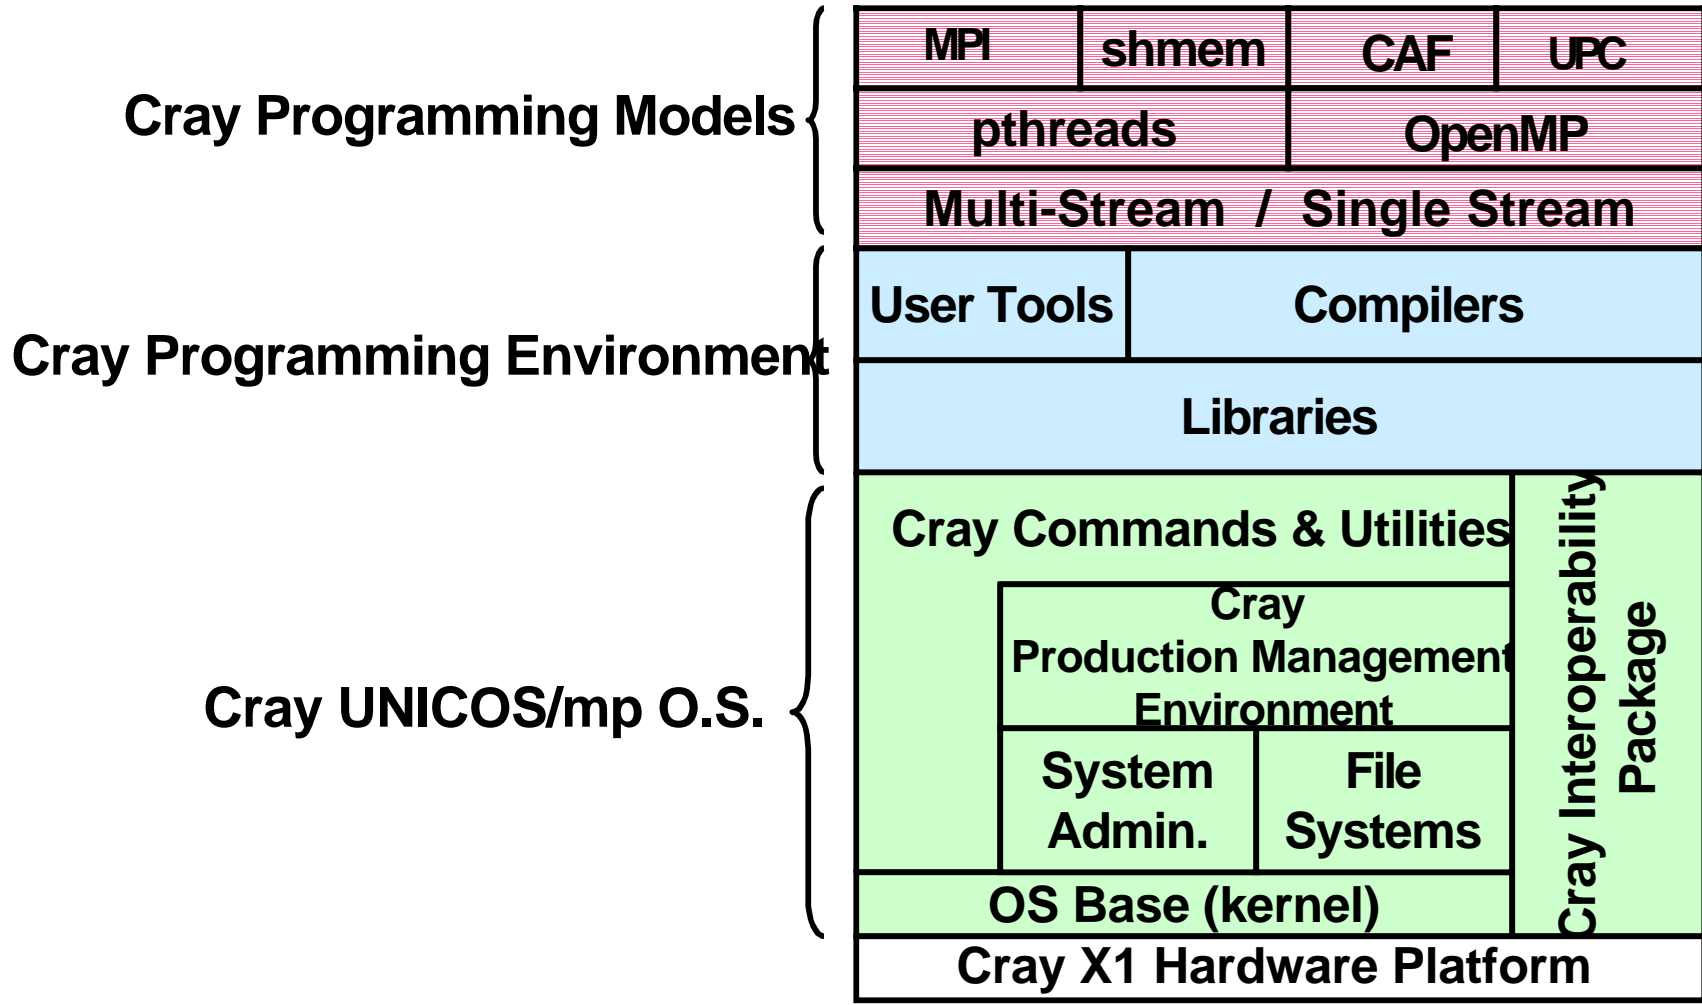 MPI shmem CAF UPC
Cray Programming Models
pthreads OpenMP
Multi-Stream / Single Stream
User Tools Compilers
Cray Programming Environment
Libraries
Cray Commands & Utilities
Cray
Production Management
Environment
Cray Interoperability
Package
Cray UNICOS/mp O.S.
System
Admin.
File
Systems
OS Base (kernel)
Cray X1 Hardware Platform